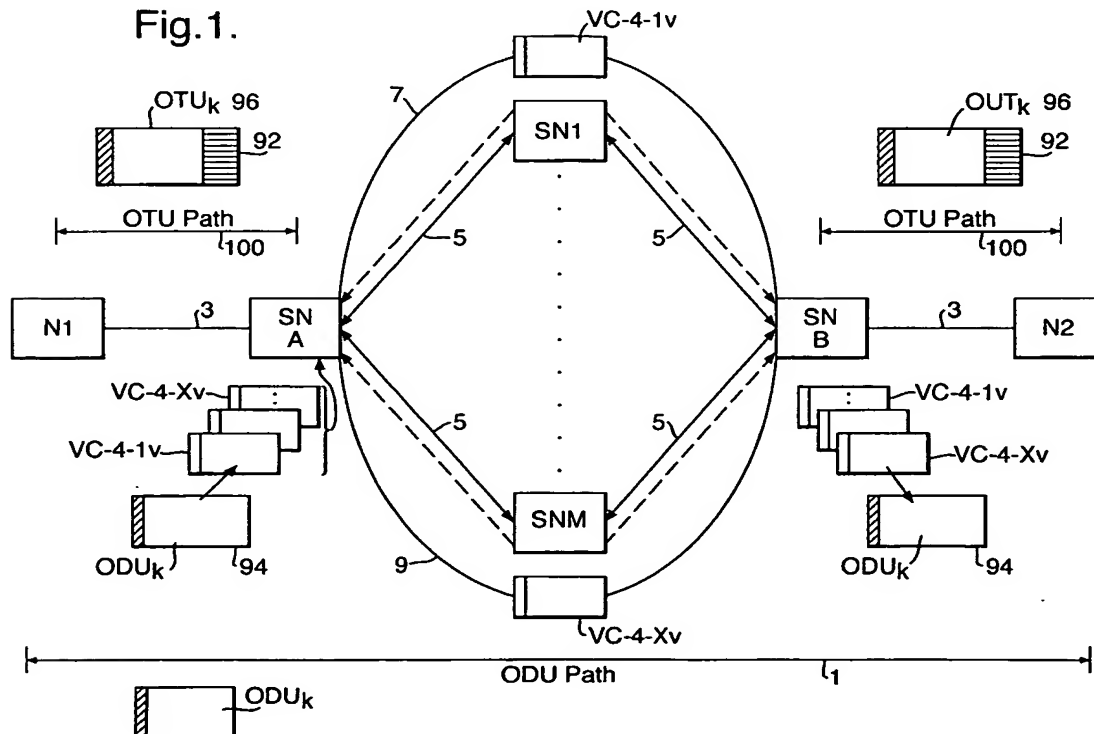 Fig.1.
VC-4-1v
7
OTUk 96
92
SN1
OUTk 96
92
OTU Path
100
5
5
OTU Path
100
N1
3
SN
A
SN
B
3
N2
VC-4-Xv
VC-4-1v
ODUk
94
5
5
VC-4-1v
VC-4-Xv
ODUk
94
SNM
9
VC-4-Xv
ODU Path
1
ODUk